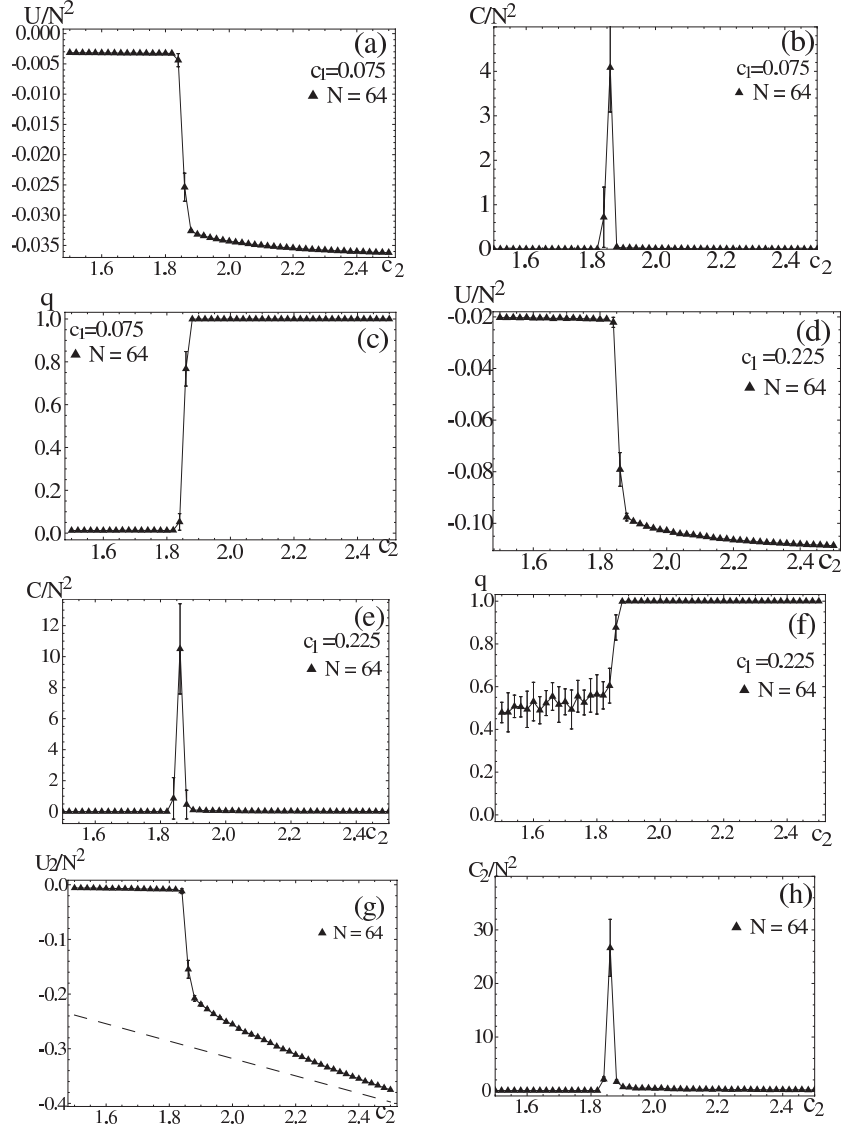 U/N²
0.000
-0.005
-0.010
-0.015
-0.020
-0.025
-0.030
-0.035
(a)
c₁=0.075
▲ N = 64
1.6 1.8 2.0 2.2 2.4 c₂
C/N²
4
3
2
1
0
(b)
c₁=0.075
▲ N = 64
1.6 1.8 2.0 2.2 2.4 c₂
q
1.0
0.8
0.6
0.4
0.2
0.0
c₁=0.075
▲ N = 64
(c)
1.6 1.8 2.0 2.2 2.4 c₂
U/N²
-0.02
-0.04
-0.06
-0.08
-0.10
(d)
c₁=0.225
▲ N = 64
1.6 1.8 2.0 2.2 2.4 c₂
C/N²
12
10
8
6
4
2
0
(e)
c₁=0.225
▲ N = 64
1.6 1.8 2.0 2.2 2.4 c₂
q
1.0
0.8
0.6
0.4
0.2
0.0
(f)
c₁=0.225
▲ N = 64
1.6 1.8 2.0 2.2 2.4 c₂
U₂/N²
0.0
-0.1
-0.2
-0.3
-0.4
(g)
▲ N = 64
1.6 1.8 2.0 2.2 2.4 c₂
C₂/N²
30
20
10
0
(h)
▲ N = 64
1.6 1.8 2.0 2.2 2.4 c₂